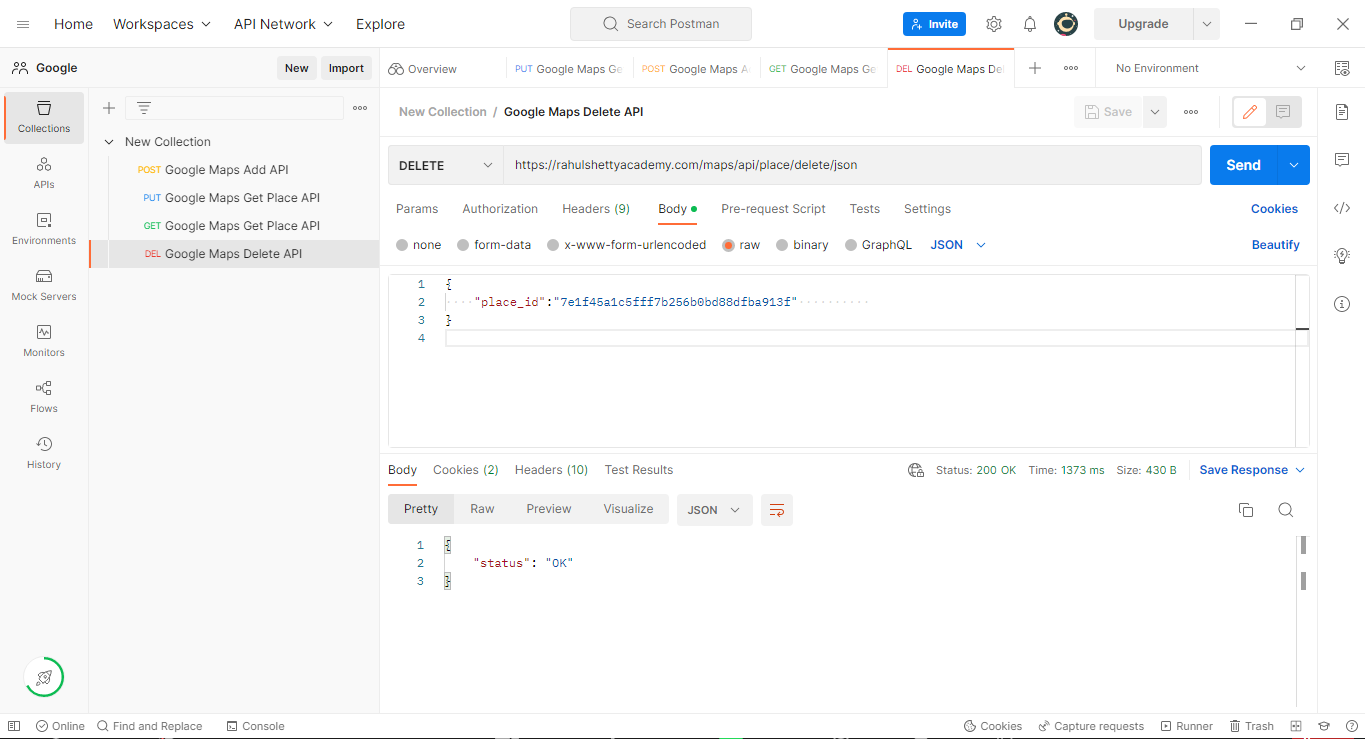 Home Workspaces API Network Explore Search Postman Invite Upgrade
Google New Import Overview PUT Google Maps Ge POST Google Maps A GET Google Maps Ge DEL Google Maps Del No Environment
New Collection / Google Maps Delete API Save
Collections
APIs
Environments
Mock Servers
Monitors
Flows
History
New Collection
POST Google Maps Add API
PUT Google Maps Get Place API
GET Google Maps Get Place API
DEL Google Maps Delete API
DELETE https://rahulshettyacademy.com/maps/api/place/delete/json Send
Params Authorization Headers (9) Body Pre-request Script Tests Settings Cookies
none form-data x-www-form-urlencoded raw binary GraphQL JSON Beautify
1 {
2 "place_id":"7e1f45a1c5fff7b256b0bd88dfba913f"
3 }
4
Body Cookies (2) Headers (10) Test Results Status: 200 OK Time: 1373 ms Size: 430 B Save Response
Pretty Raw Preview Visualize JSON
1 {
2 "status": "OK"
3 }
Online Find and Replace Console Cookies Capture requests Runner Trash